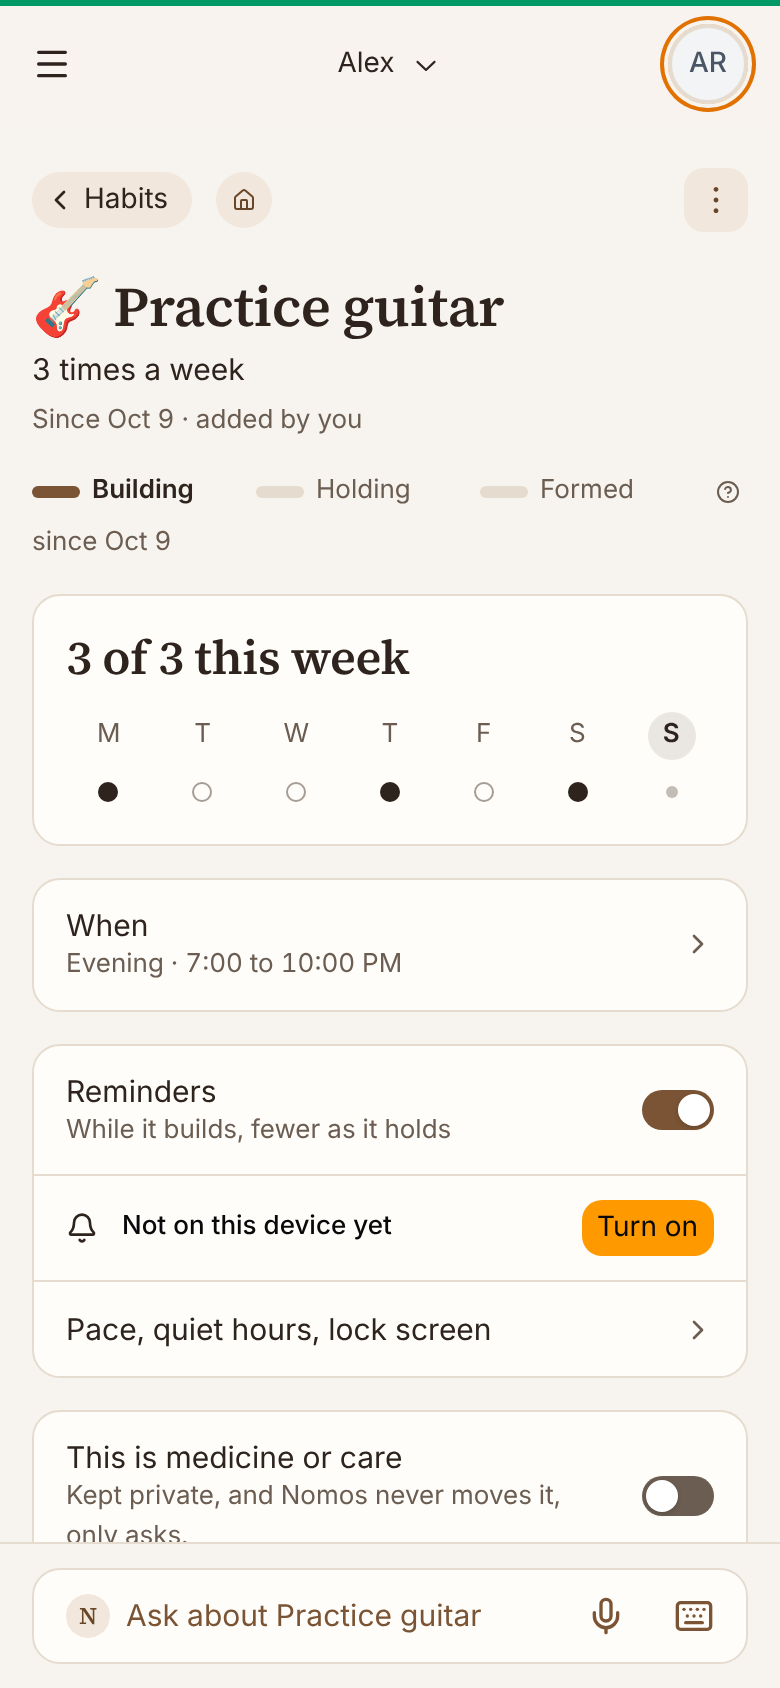 Alex
AR
Habits
Practice guitar
3 times a week
Since Oct 9 · added by you
Building
Holding
Formed
since Oct 9
3 of 3 this week
M T W T F S S
When
Evening · 7:00 to 10:00 PM
Reminders
While it builds, fewer as it holds
Not on this device yet
Turn on
Pace, quiet hours, lock screen
This is medicine or care
Kept private, and Nomos never moves it,
only asks.
N
Ask about Practice guitar